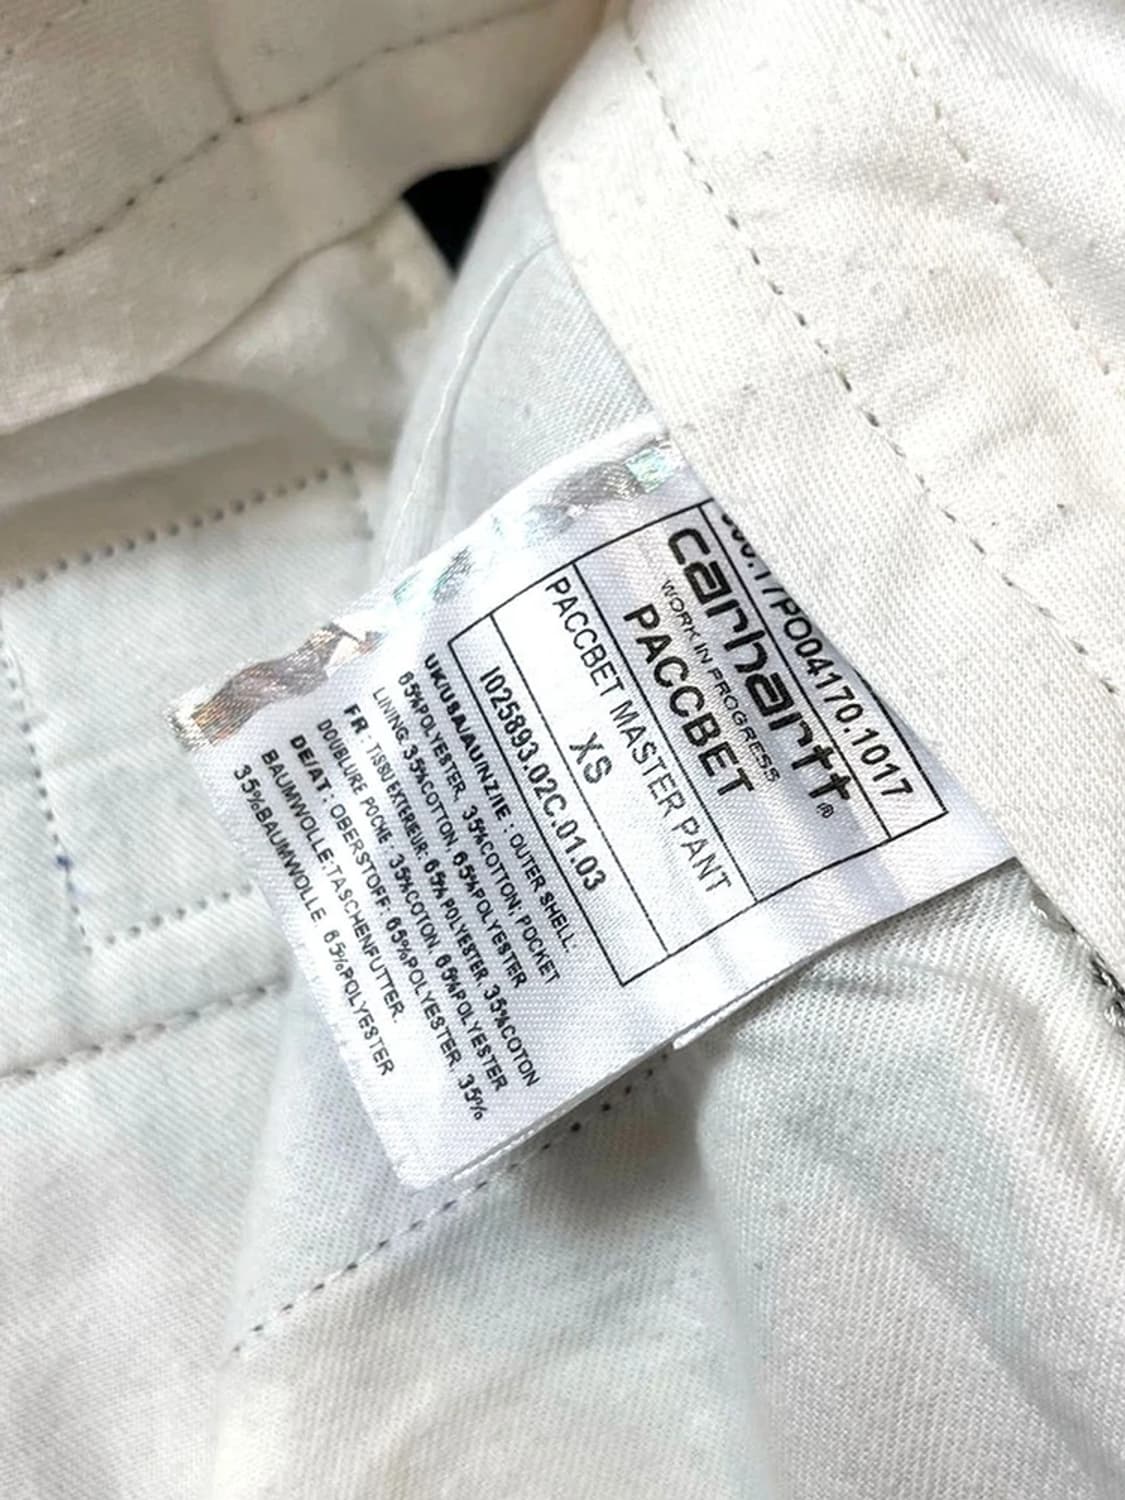 .17PO04170.1017
carhartt®
WORK IN PROGRESS
PACCBET
PACCBET MASTER PANT
XS
I025893.02C.01.03
UK/USA/AU/NZ/IE : OUTER SHELL:
65%POLYESTER, 35%COTTON; POCKET
LINING: 35%COTTON, 65%POLYESTER
FR : TISSU EXTERIEUR: 65% POLYESTER, 35%COTON
DOUBLURE POCHE : 35%COTON, 65%POLYESTER
DE/AT : OBERSTOFF: 65%POLYESTER, 35%
BAUMWOLLE;TASCHENFUTTER:
35%BAUMWOLLE, 65%POLYESTER